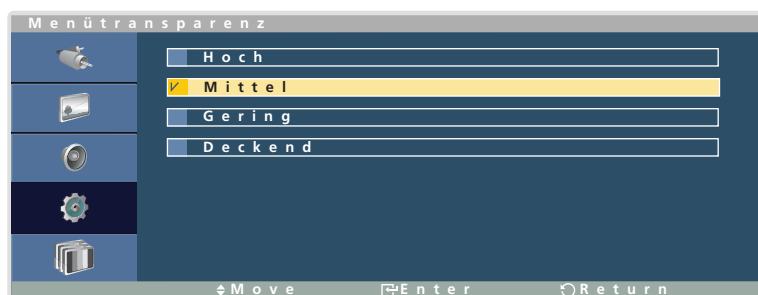 Menütransparenz
Hoch
Mittel
Gering
Deckend
Move Enter Return